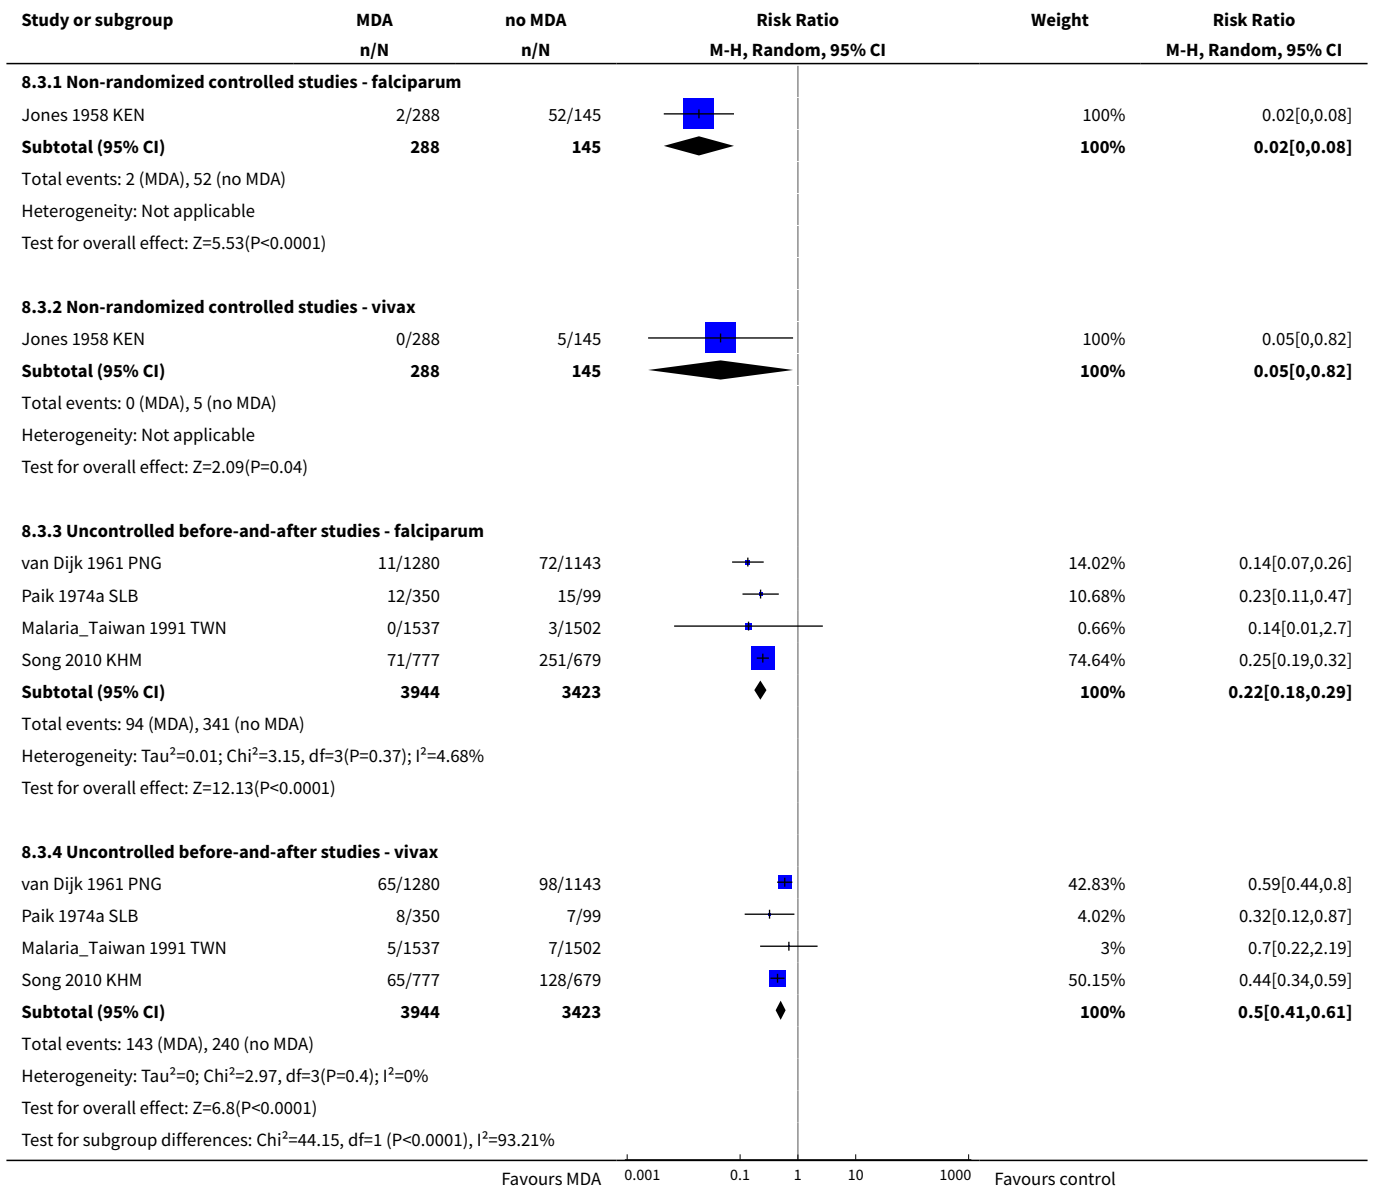 Study or subgroup MDA no MDA Risk Ratio Weight Risk Ratio
n/N n/N M-H, Random, 95% CI M-H, Random, 95% CI
8.3.1 Non-randomized controlled studies - falciparum
Jones 1958 KEN 2/288 52/145 100% 0.02[0,0.08]
Subtotal (95% CI) 288 145 100% 0.02[0,0.08]
Total events: 2 (MDA), 52 (no MDA)
Heterogeneity: Not applicable
Test for overall effect: Z=5.53(P<0.0001)
8.3.2 Non-randomized controlled studies - vivax
Jones 1958 KEN 0/288 5/145 100% 0.05[0,0.82]
Subtotal (95% CI) 288 145 100% 0.05[0,0.82]
Total events: 0 (MDA), 5 (no MDA)
Heterogeneity: Not applicable
Test for overall effect: Z=2.09(P=0.04)
8.3.3 Uncontrolled before-and-after studies - falciparum
van Dijk 1961 PNG 11/1280 72/1143 14.02% 0.14[0.07,0.26]
Paik 1974a SLB 12/350 15/99 10.68% 0.23[0.11,0.47]
Malaria_Taiwan 1991 TWN 0/1537 3/1502 0.66% 0.14[0.01,2.7]
Song 2010 KHM 71/777 251/679 74.64% 0.25[0.19,0.32]
Subtotal (95% CI) 3944 3423 100% 0.22[0.18,0.29]
Total events: 94 (MDA), 341 (no MDA)
Heterogeneity: Tau²=0.01; Chi²=3.15, df=3(P=0.37); I²=4.68%
Test for overall effect: Z=12.13(P<0.0001)
8.3.4 Uncontrolled before-and-after studies - vivax
van Dijk 1961 PNG 65/1280 98/1143 42.83% 0.59[0.44,0.8]
Paik 1974a SLB 8/350 7/99 4.02% 0.32[0.12,0.87]
Malaria_Taiwan 1991 TWN 5/1537 7/1502 3% 0.7[0.22,2.19]
Song 2010 KHM 65/777 128/679 50.15% 0.44[0.34,0.59]
Subtotal (95% CI) 3944 3423 100% 0.5[0.41,0.61]
Total events: 143 (MDA), 240 (no MDA)
Heterogeneity: Tau²=0; Chi²=2.97, df=3(P=0.4); I²=0%
Test for overall effect: Z=6.8(P<0.0001)
Test for subgroup differences: Chi²=44.15, df=1 (P<0.0001), I²=93.21%
Favours MDA 0.001 0.1 1 10 1000 Favours control